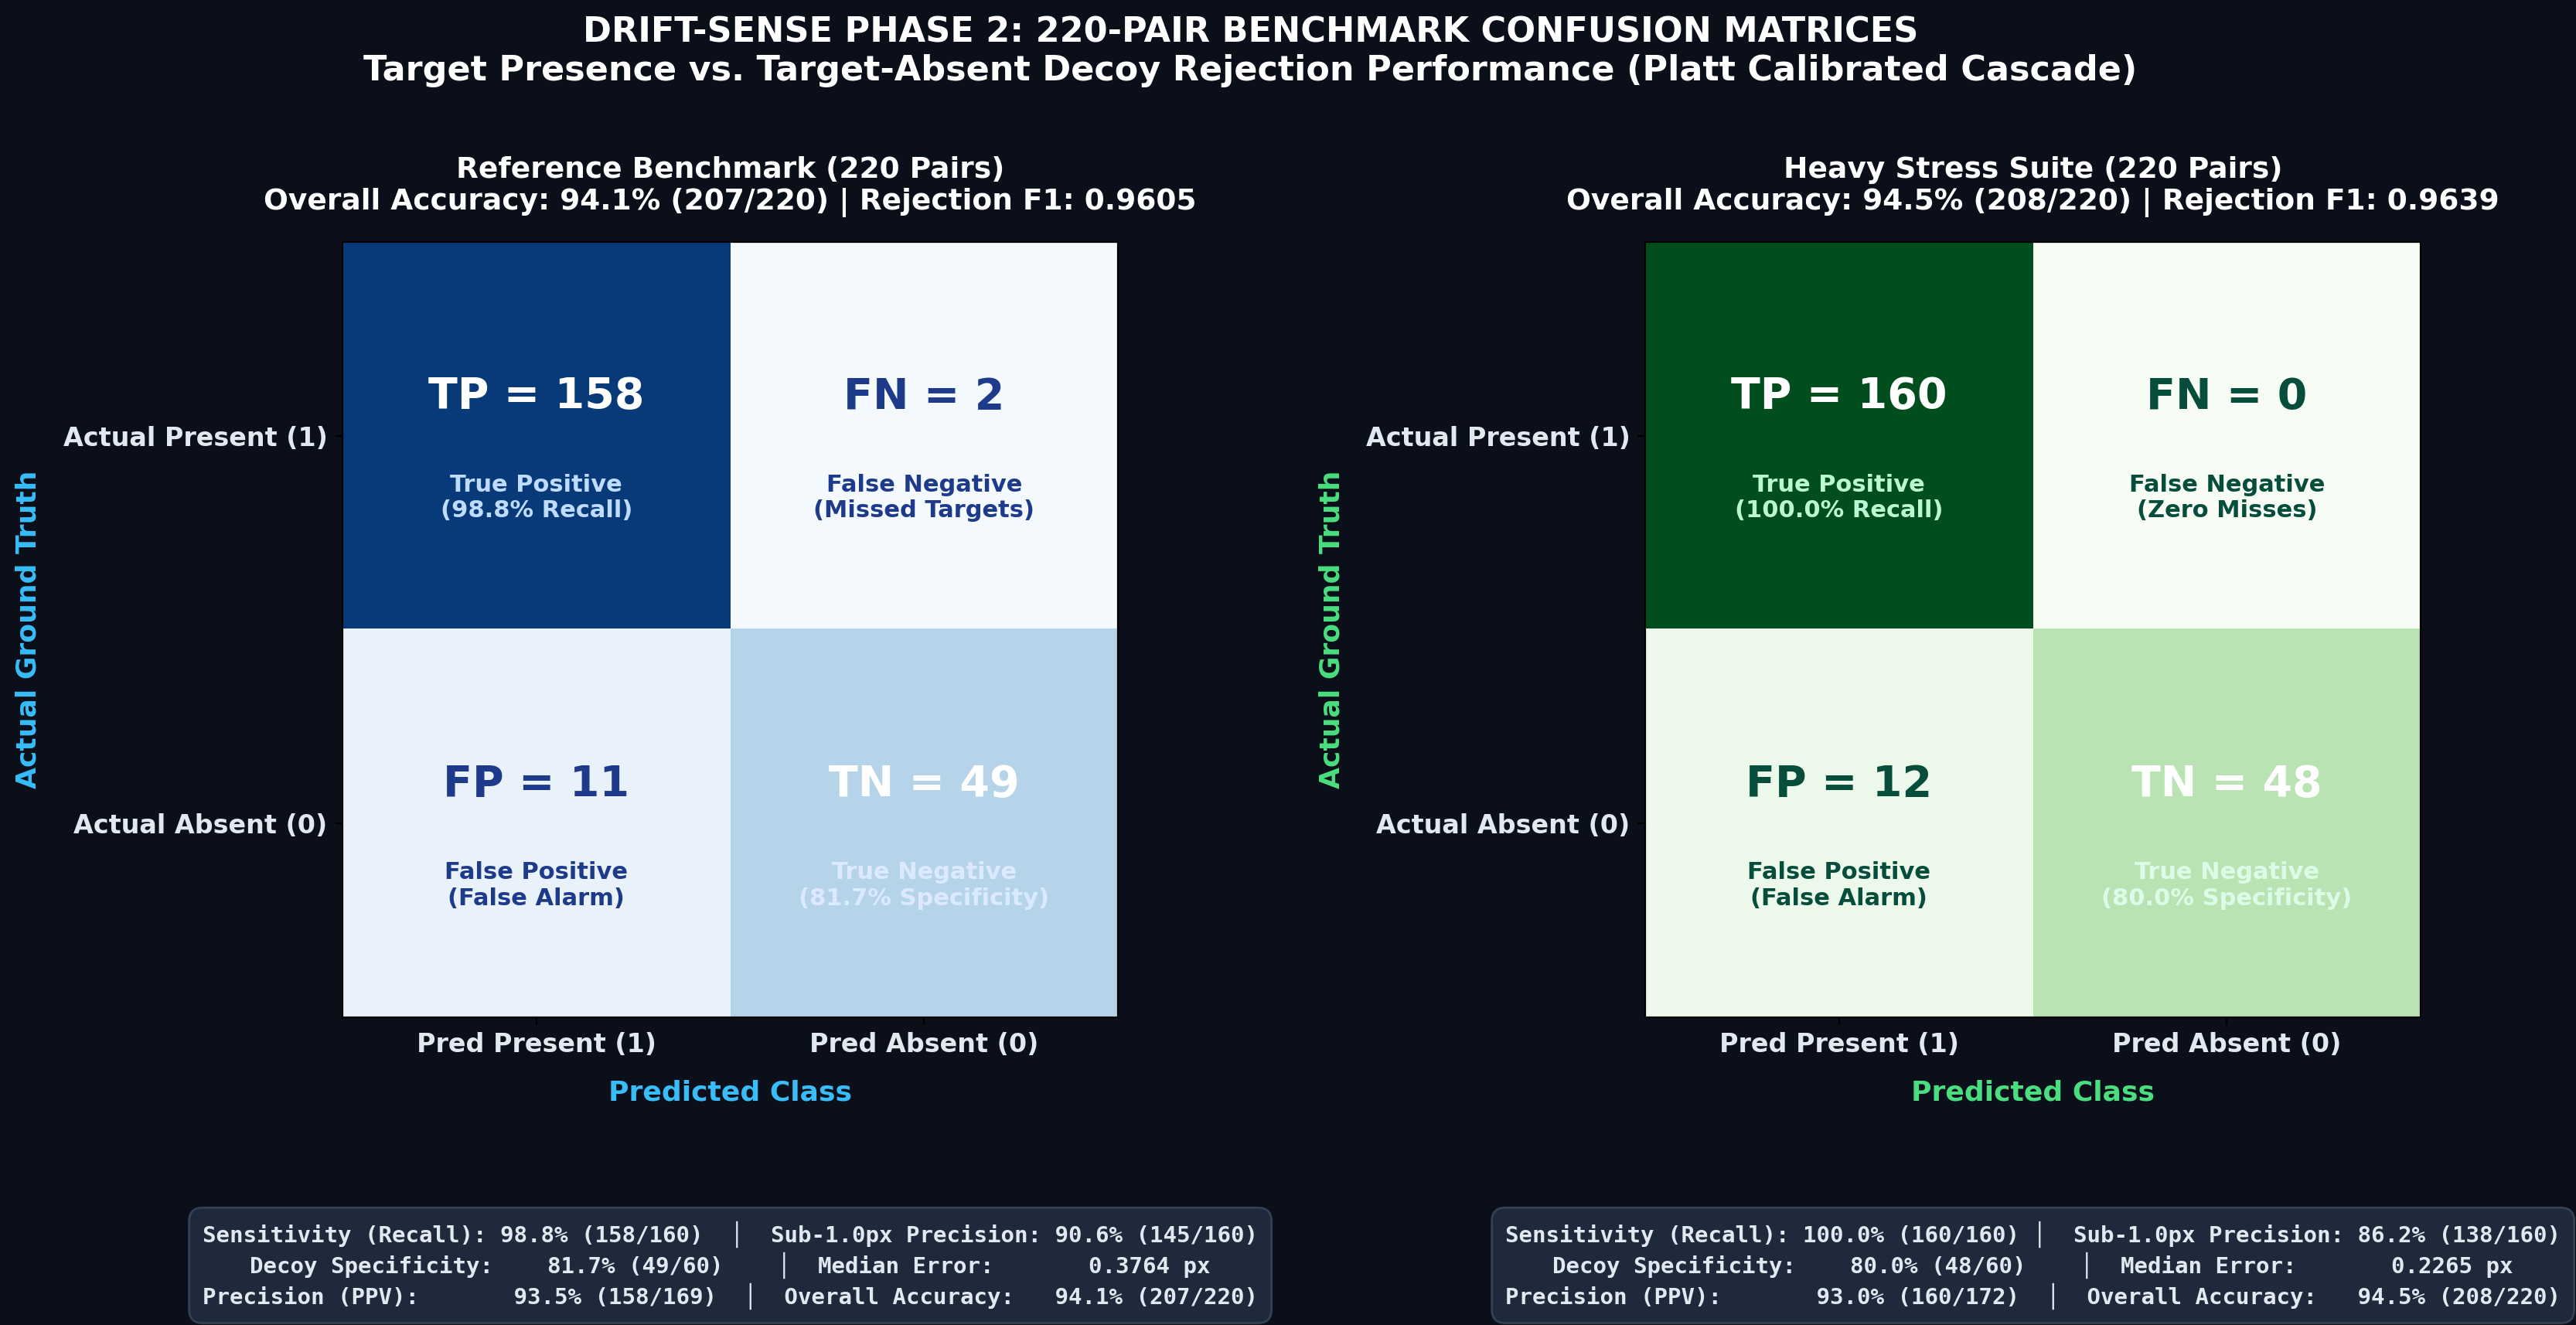 DRIFT-SENSE PHASE 2: 220-PAIR BENCHMARK CONFUSION MATRICES
Target Presence vs. Target-Absent Decoy Rejection Performance (Platt Calibrated Cascade)
Reference Benchmark (220 Pairs)
Overall Accuracy: 94.1% (207/220) | Rejection F1: 0.9605
Actual Ground Truth
Actual Present (1)
TP = 158
True Positive
(98.8% Recall)
FN = 2
False Negative
(Missed Targets)
Actual Absent (0)
FP = 11
False Positive
(False Alarm)
TN = 49
True Negative
(81.7% Specificity)
Pred Present (1)
Pred Absent (0)
Predicted Class
Sensitivity (Recall): 98.8% (158/160) │ Sub-1.0px Precision: 90.6% (145/160)
Decoy Specificity: 81.7% (49/60) │ Median Error: 0.3764 px
Precision (PPV): 93.5% (158/169) │ Overall Accuracy: 94.1% (207/220)
Heavy Stress Suite (220 Pairs)
Overall Accuracy: 94.5% (208/220) | Rejection F1: 0.9639
Actual Ground Truth
Actual Present (1)
TP = 160
True Positive
(100.0% Recall)
FN = 0
False Negative
(Zero Misses)
Actual Absent (0)
FP = 12
False Positive
(False Alarm)
TN = 48
True Negative
(80.0% Specificity)
Pred Present (1)
Pred Absent (0)
Predicted Class
Sensitivity (Recall): 100.0% (160/160) │ Sub-1.0px Precision: 86.2% (138/160)
Decoy Specificity: 80.0% (48/60) │ Median Error: 0.2265 px
Precision (PPV): 93.0% (160/172) │ Overall Accuracy: 94.5% (208/220)